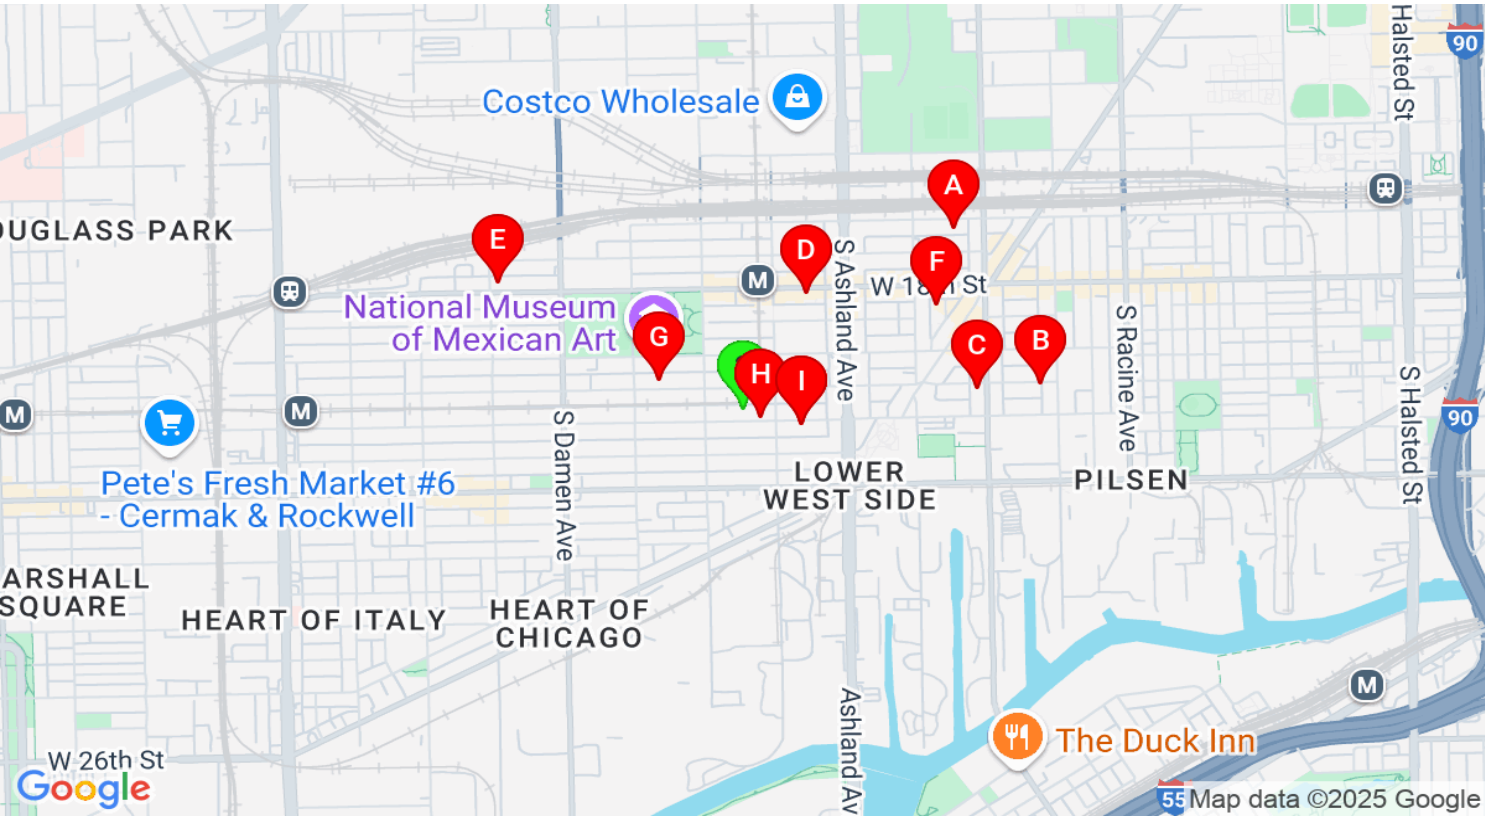 Halsted St
90
Costco Wholesale
A
OUGLASS PARK
E
D
F
M
S Ashland Ave
W 18th St
National Museum
of Mexican Art
G
C
B
S Racine Ave
H
I
M
M
S Halsted St
90
S Damen Ave
LOWER
WEST SIDE
PILSEN
Pete's Fresh Market #6
- Cermak & Rockwell
ARSHALL
SQUARE
HEART OF ITALY
HEART OF
CHICAGO
M
Ashland Av
The Duck Inn
W 26th St
Google
55
Map data ©2025 Google